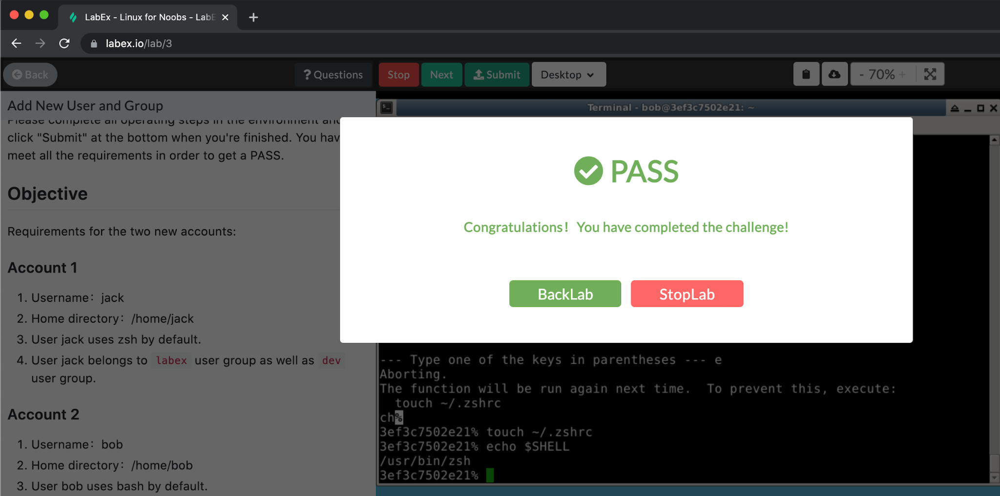 LabEx - Linux for Noobs - LabE
labex.io/lab/3
Back
? Questions
Stop
Next
Submit
Desktop
- 70% +
Add New User and Group
Please complete all operating steps in the environment and
click "Submit" at the bottom when you're finished. You hav
meet all the requirements in order to get a PASS.
Objective
Requirements for the two new accounts:
Account 1
1. Username：jack
2. Home directory：/home/jack
3. User jack uses zsh by default.
4. User jack belongs to labex user group as well as dev
user group.
Account 2
1. Username：bob
2. Home directory：/home/bob
3. User bob uses bash by default.
Terminal - bob@3ef3c7502e21: ~
PASS
Congratulations！You have completed the challenge!
BackLab
StopLab
--- Type one of the keys in parentheses --- e
Aborting.
The function will be run again next time.  To prevent this, execute:
  touch ~/.zshrc
ch%
3ef3c7502e21% touch ~/.zshrc
3ef3c7502e21% echo $SHELL
/usr/bin/zsh
3ef3c7502e21%